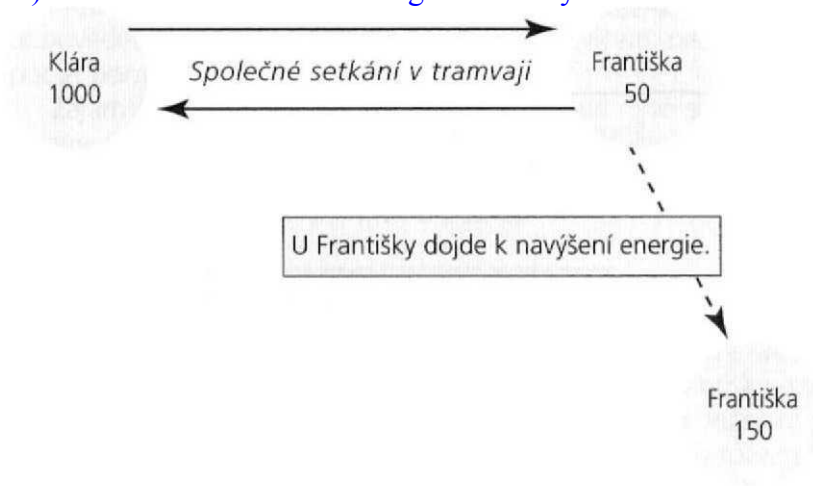 Klára
1000
Společné setkání v tramvaji
Františka
50
U Františky dojde k navýšení energie.
Františka
150